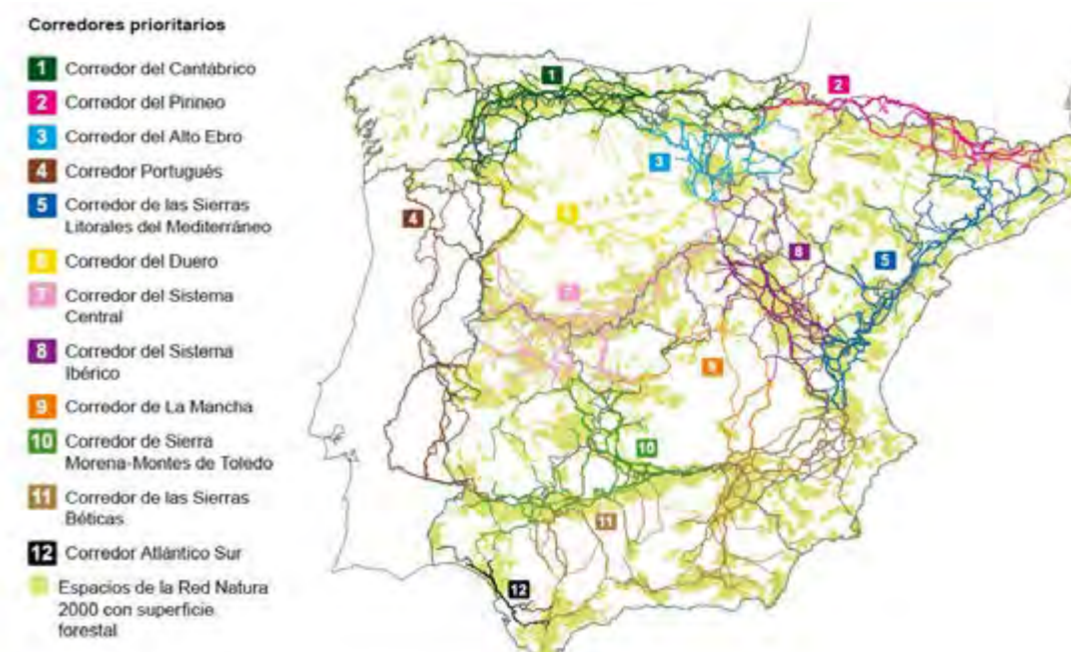 Corredores prioritarios
1 Corredor del Cantábrico
2 Corredor del Pirineo
3 Corredor del Alto Ebro
4 Corredor Portugués
5 Corredor de las Sierras
Litorales del Mediterráneo
6 Corredor del Duero
7 Corredor del Sistema
Central
8 Corredor del Sistema
Ibérico
9 Corredor de La Mancha
10 Corredor de Sierra
Morena-Montes de Toledo
11 Corredor de las Sierras
Béticas
12 Corredor Atlántico Sur
Espacios de la Red Natura
2000 con superficie
forestal
1
2
3
4
6
8
5
7
9
10
11
12